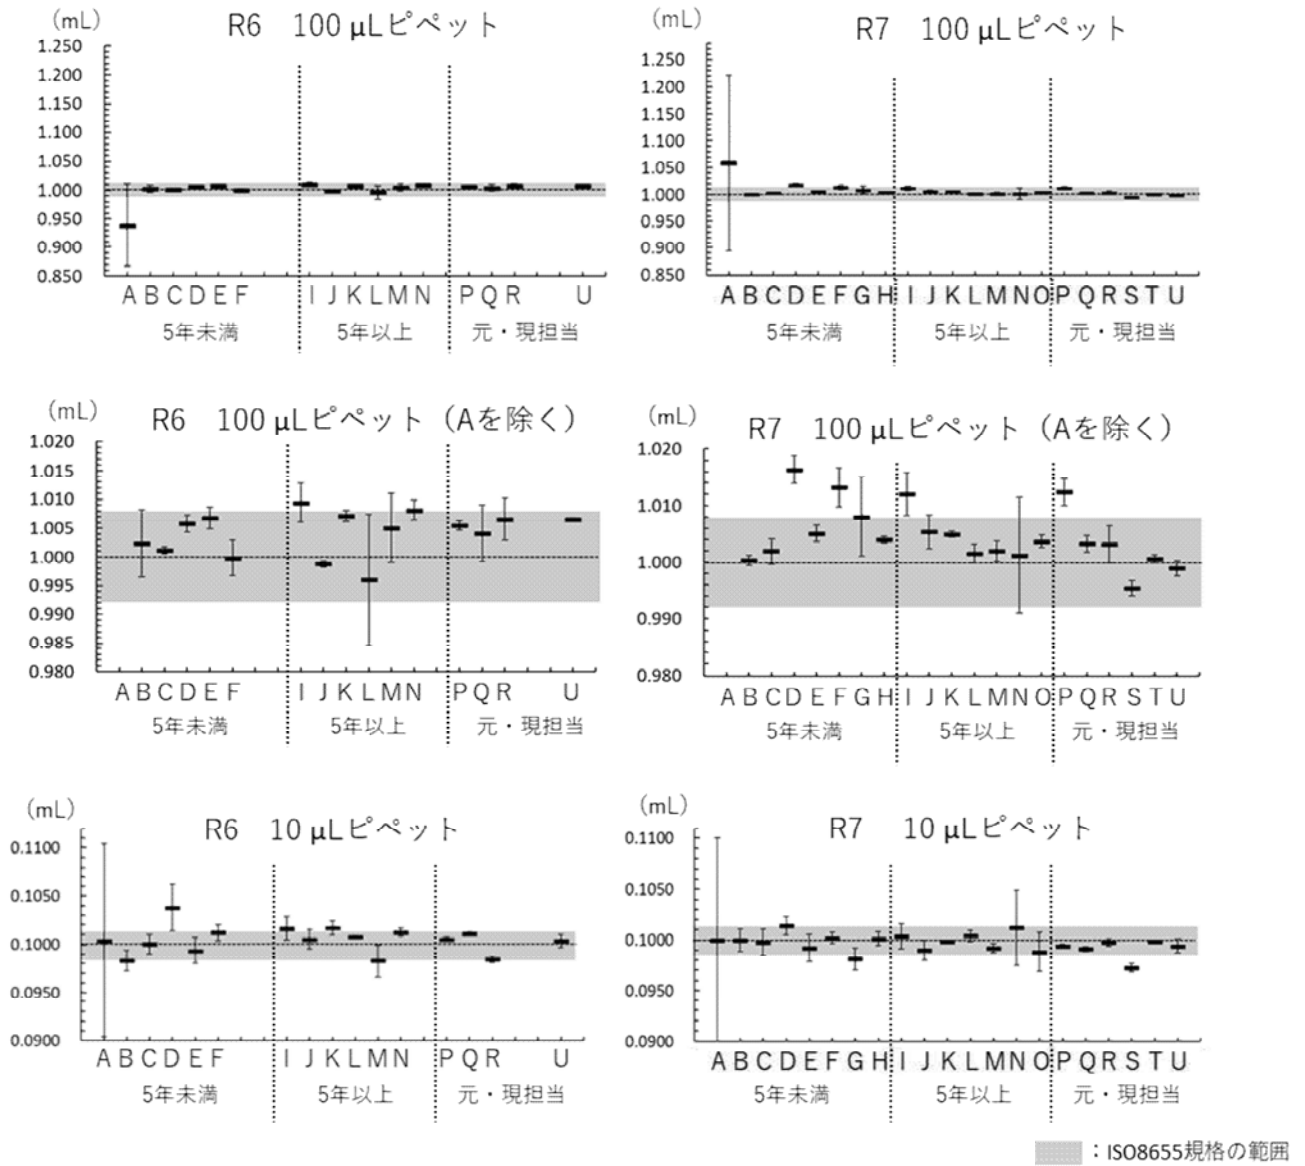 (mL)
R6 100 μLピペット
1.250
1.200
1.150
1.100
1.050
1.000
0.950
0.900
0.850
A B C D E F I J K L M N P Q R U
5年未満 5年以上 元・現担当
(mL)
R7 100 μLピペット
1.250
1.200
1.150
1.100
1.050
1.000
0.950
0.900
0.850
A B C D E F G H I J K L M N O P Q R S T U
5年未満 5年以上 元・現担当
(mL)
R6 100 μLピペット（Aを除く）
1.020
1.015
1.010
1.005
1.000
0.995
0.990
0.985
0.980
A B C D E F I J K L M N P Q R U
5年未満 5年以上 元・現担当
(mL)
R7 100 μLピペット（Aを除く）
1.020
1.010
1.000
0.990
0.980
A B C D E F G H I J K L M N O P Q R S T U
5年未満 5年以上 元・現担当
(mL)
R6 10 μLピペット
0.1100
0.1050
0.1000
0.0950
0.0900
A B C D E F I J K L M N P Q R U
5年未満 5年以上 元・現担当
(mL)
R7 10 μLピペット
0.1100
0.1050
0.1000
0.0950
0.0900
A B C D E F G H I J K L M N O P Q R S T U
5年未満 5年以上 元・現担当
：ISO8655規格の範囲